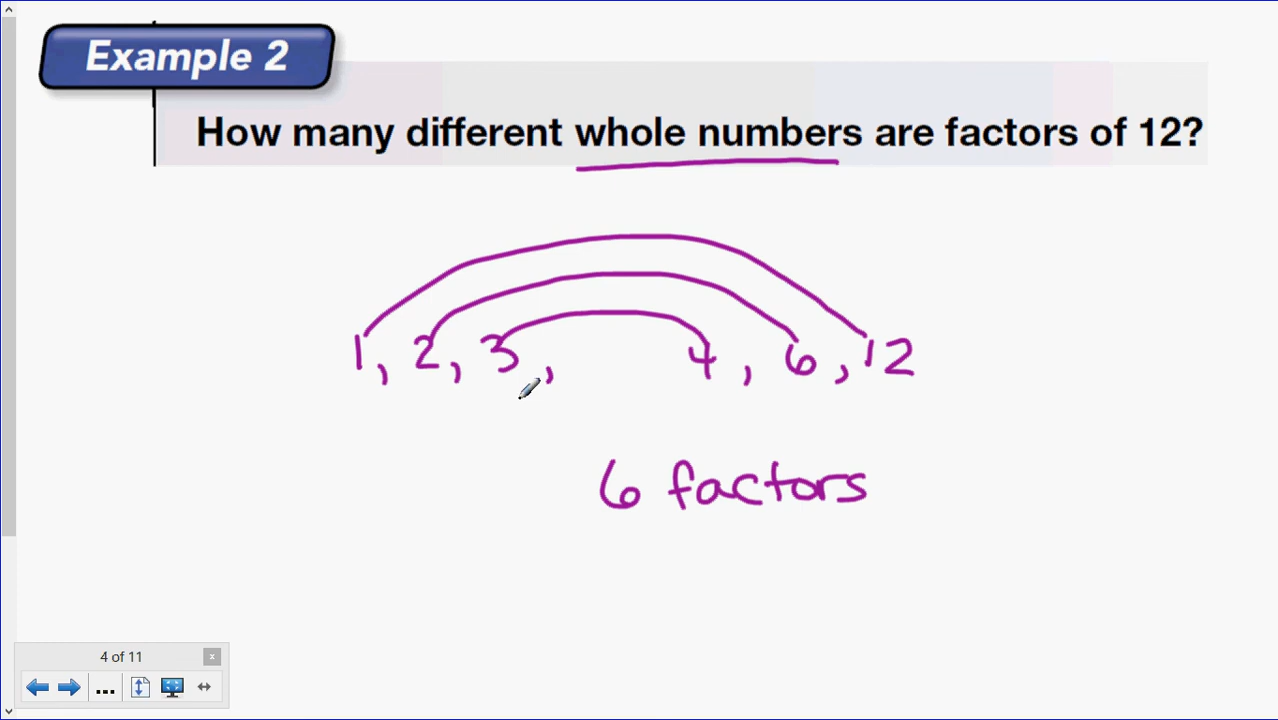 Example 2
How many different whole numbers are factors of 12?
1, 2, 3, 4, 6, 12
6 factors
4 of 11